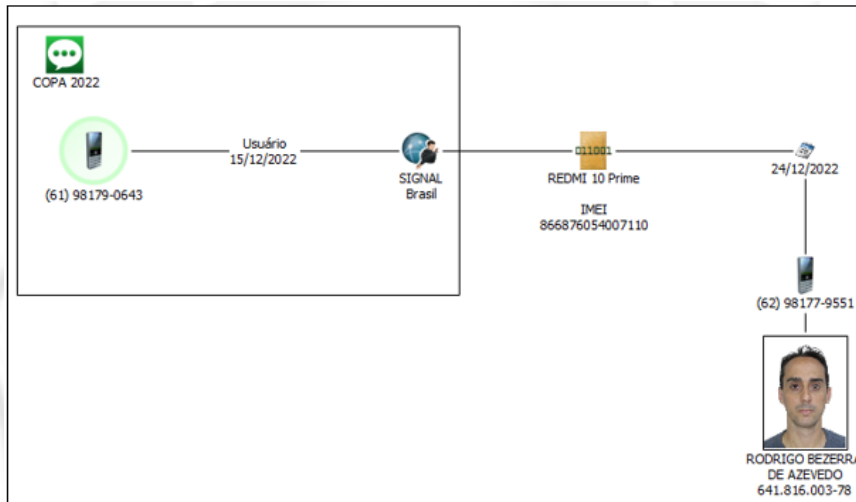 COPA 2022
Usuário
15/12/2022
(61) 98179-0643
SIGNAL
Brasil
011001
REDMI 10 Prime
IMEI
866876054007110
24/12/2022
(62) 98177-9551
RODRIGO BEZERRA
DE AZEVEDO
641.816.003-78